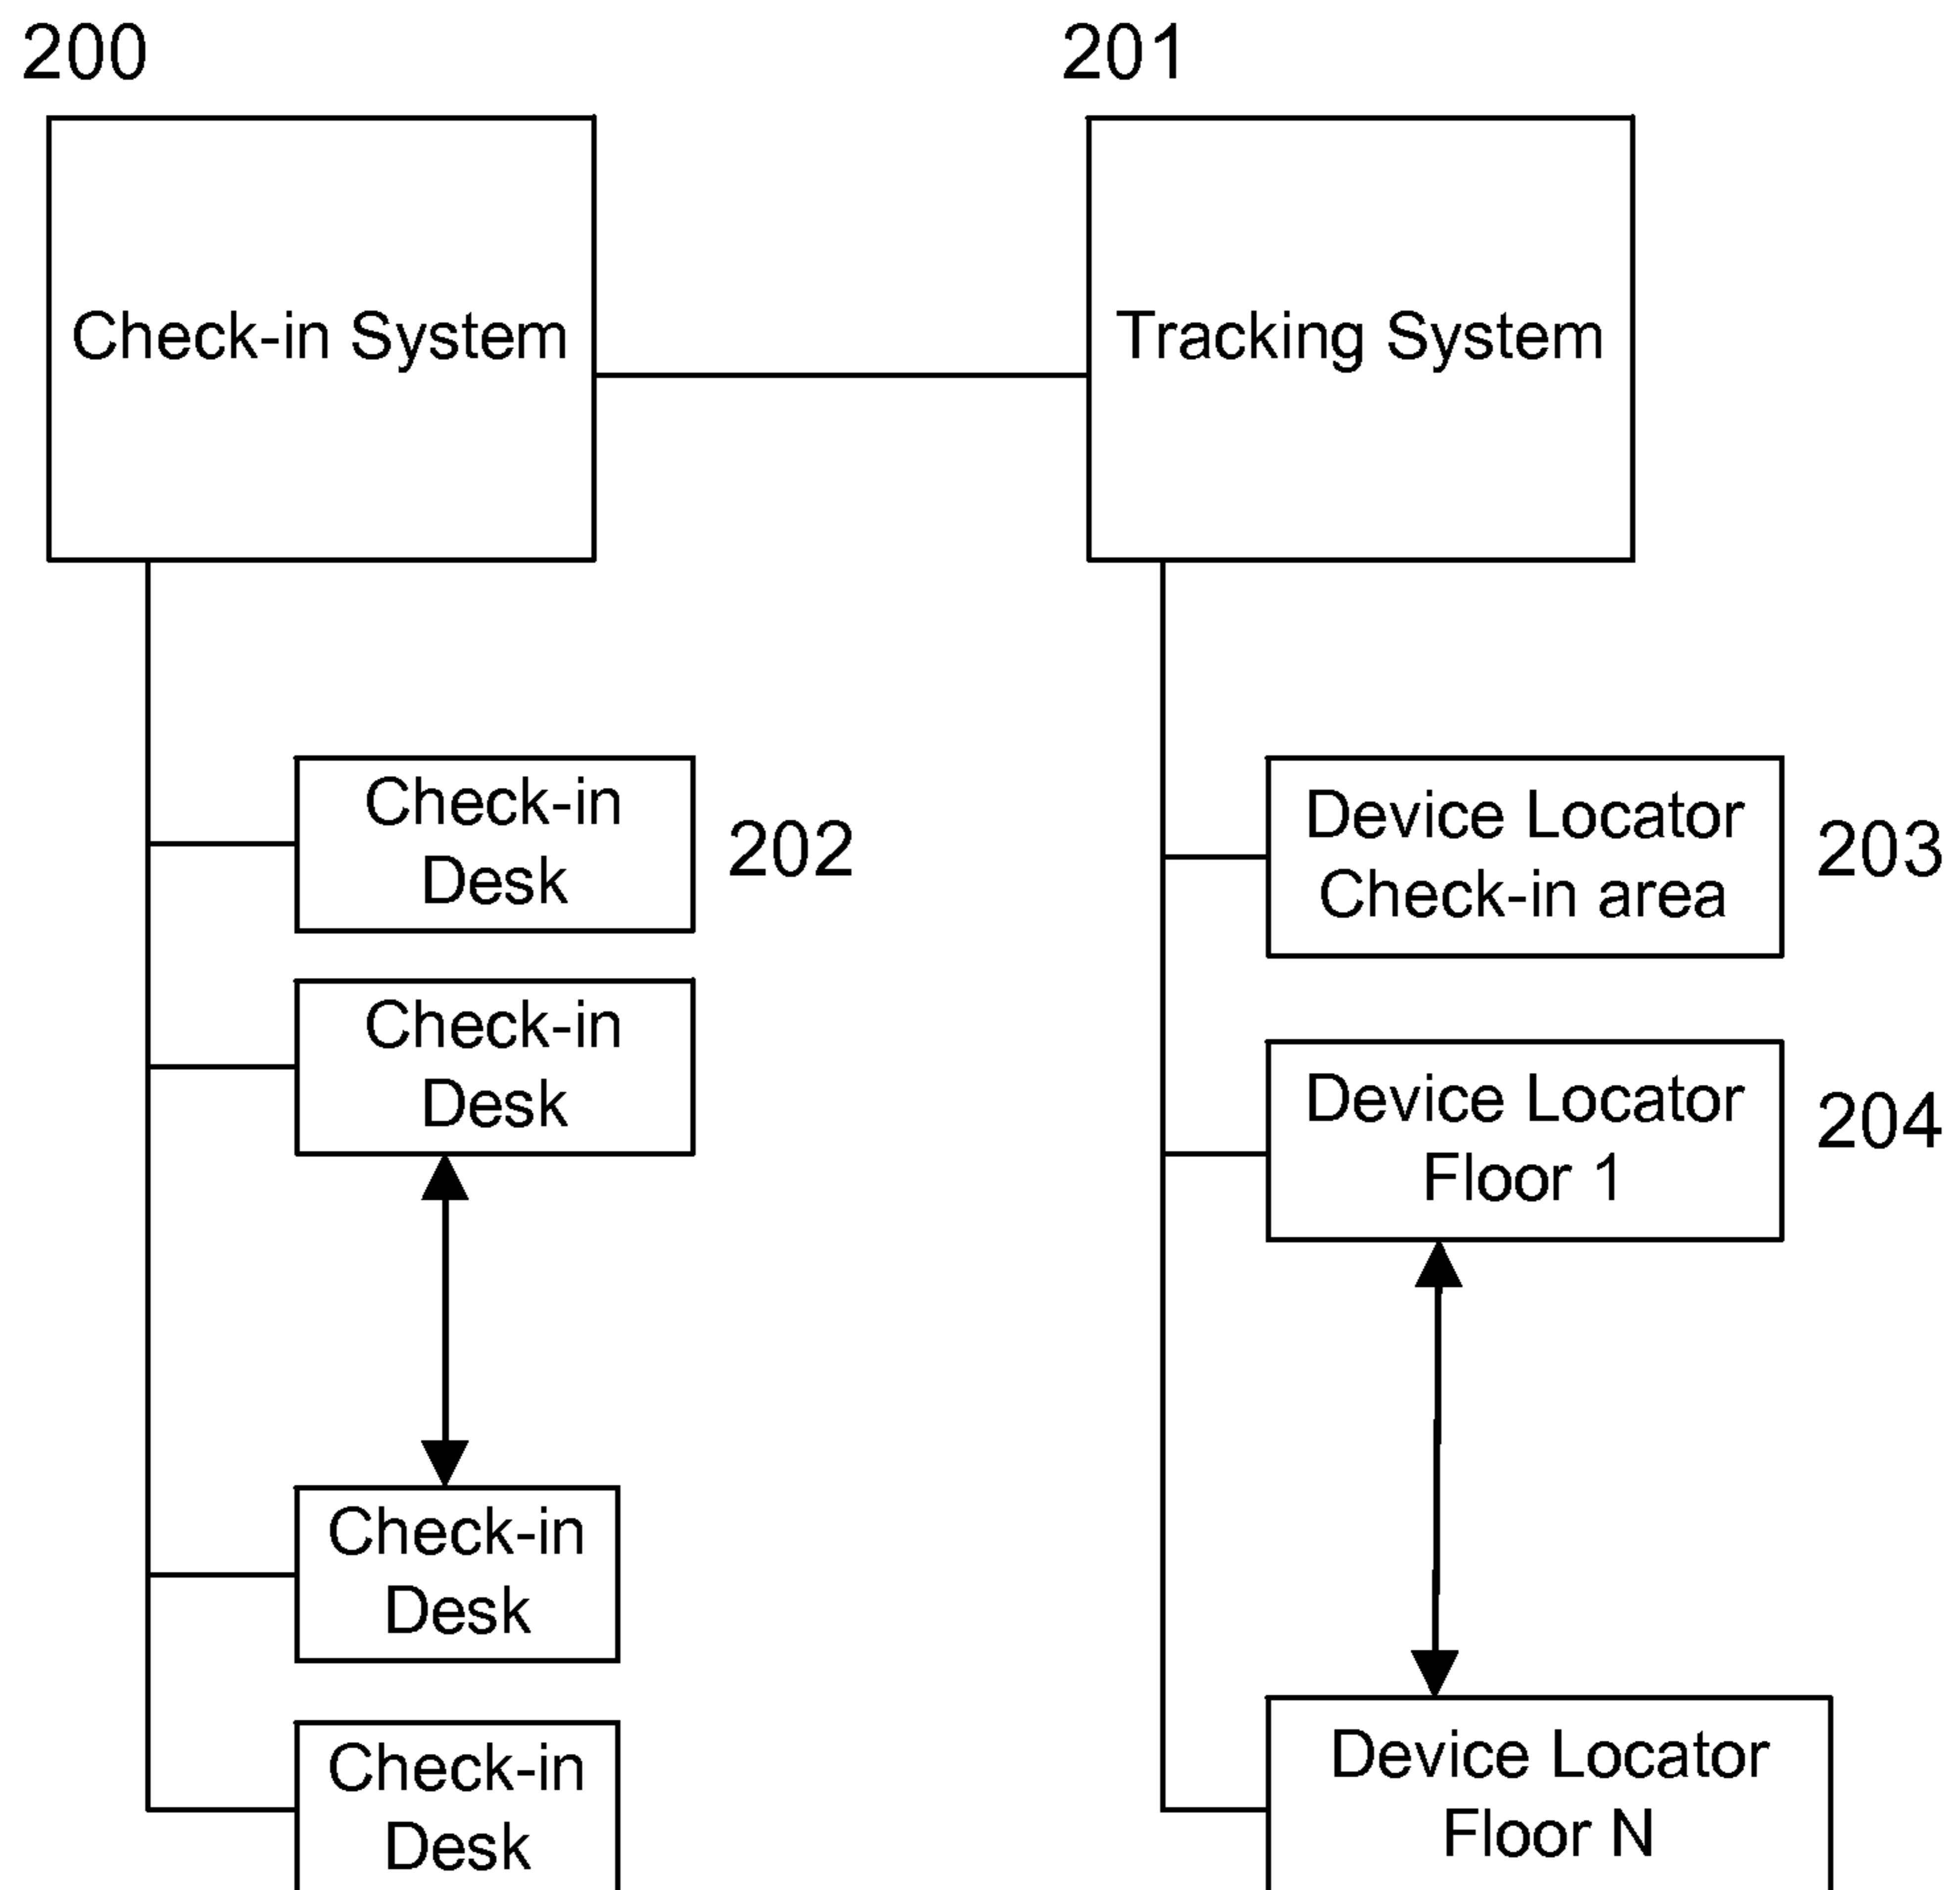 200
201
Check-in System
Tracking System
Check-in
Desk
202
Device Locator
Check-in area
203
Check-in
Desk
Device Locator
Floor 1
204
Check-in
Desk
Check-in
Desk
Device Locator
Floor N